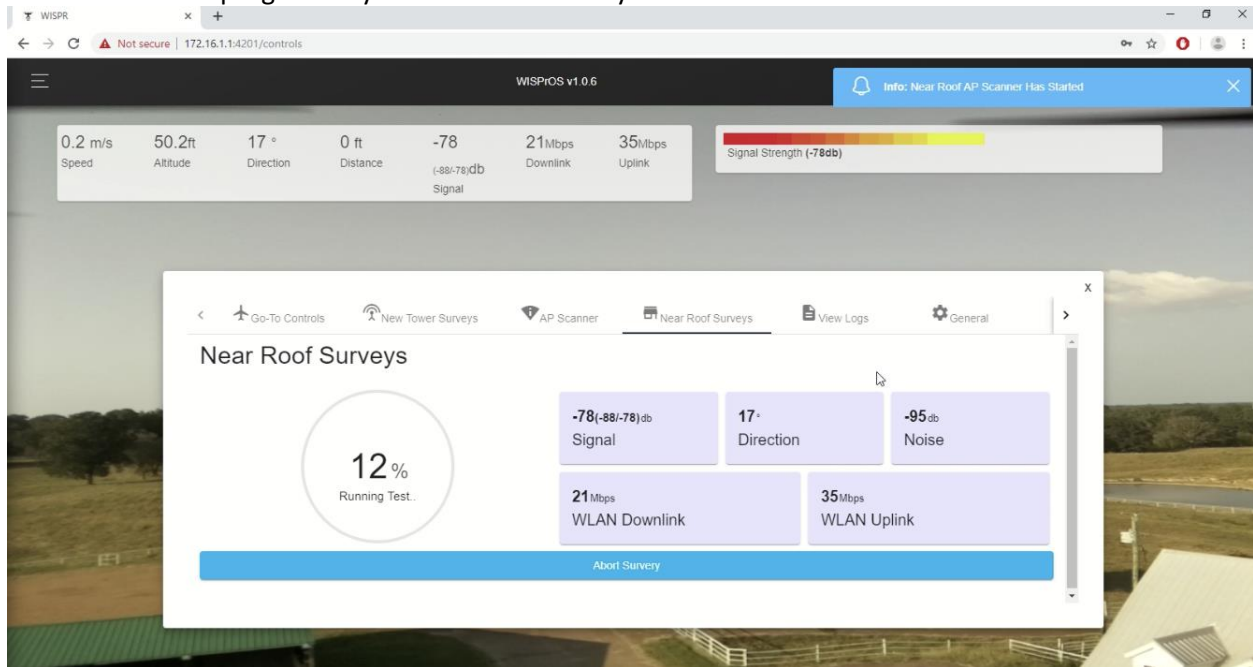 WISPR
Not secure | 172.16.1.1:4201/controls
WISPrOS v1.0.6
Info: Near Roof AP Scanner Has Started
0.2 m/s
Speed
50.2ft
Altitude
17 °
Direction
0 ft
Distance
-78
(-88/-78)db
Signal
21Mbps
Downlink
35Mbps
Uplink
Signal Strength (-78db)
Go-To Controls
New Tower Surveys
AP Scanner
Near Roof Surveys
View Logs
General
X
Near Roof Surveys
12 %
Running Test..
-78(-88/-78)db
Signal
17°
Direction
-95 db
Noise
21 Mbps
WLAN Downlink
35Mbps
WLAN Uplink
Abort Survery